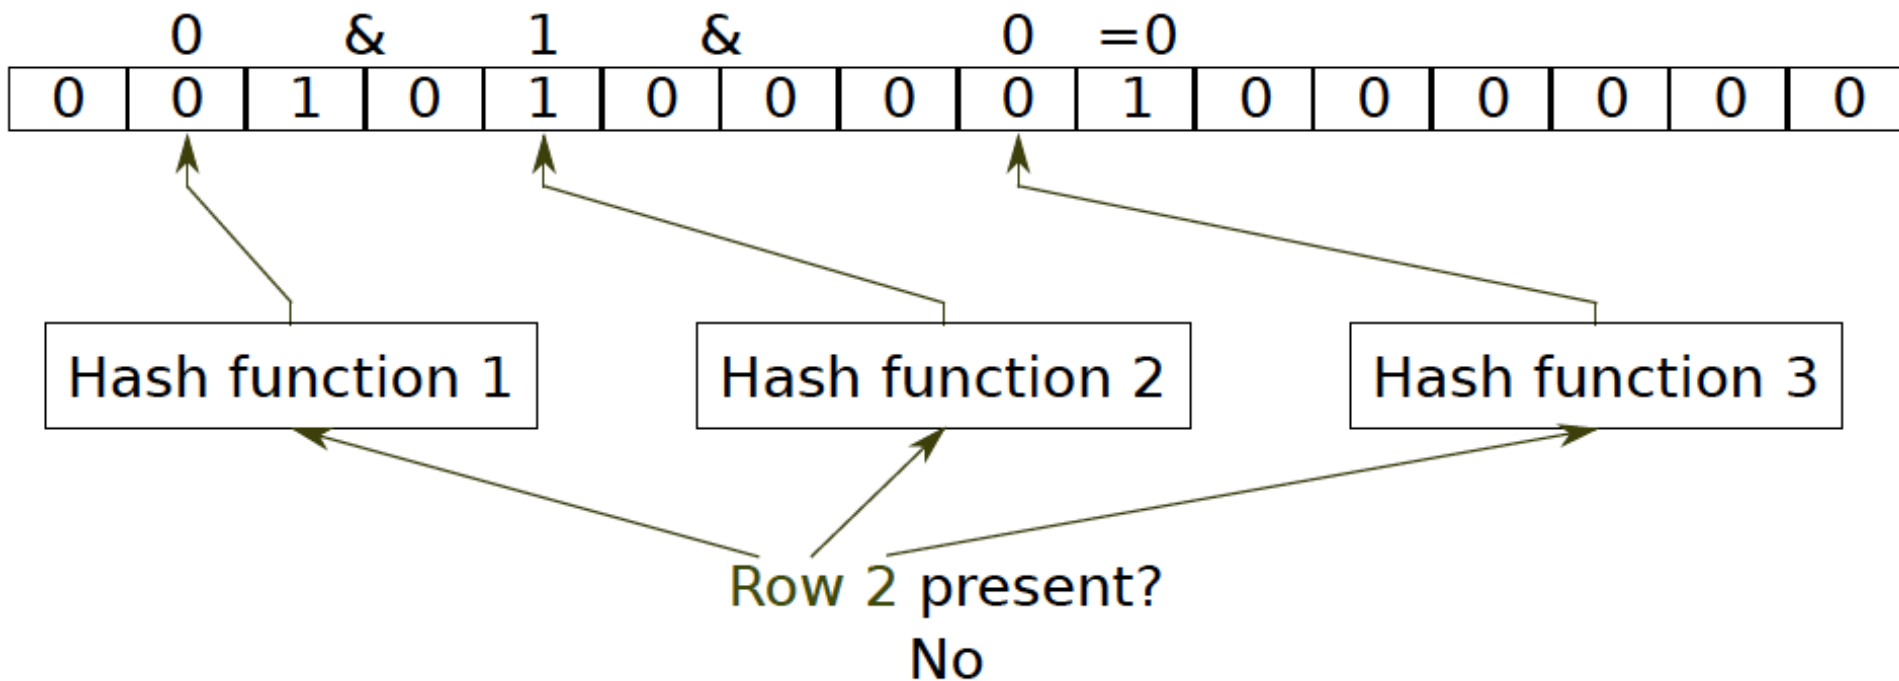 0 & 1 & 0 =0
0 0 1 0 1 0 0 0 0 1 0 0 0 0 0 0
Hash function 1 Hash function 2 Hash function 3
Row 2 present?
No